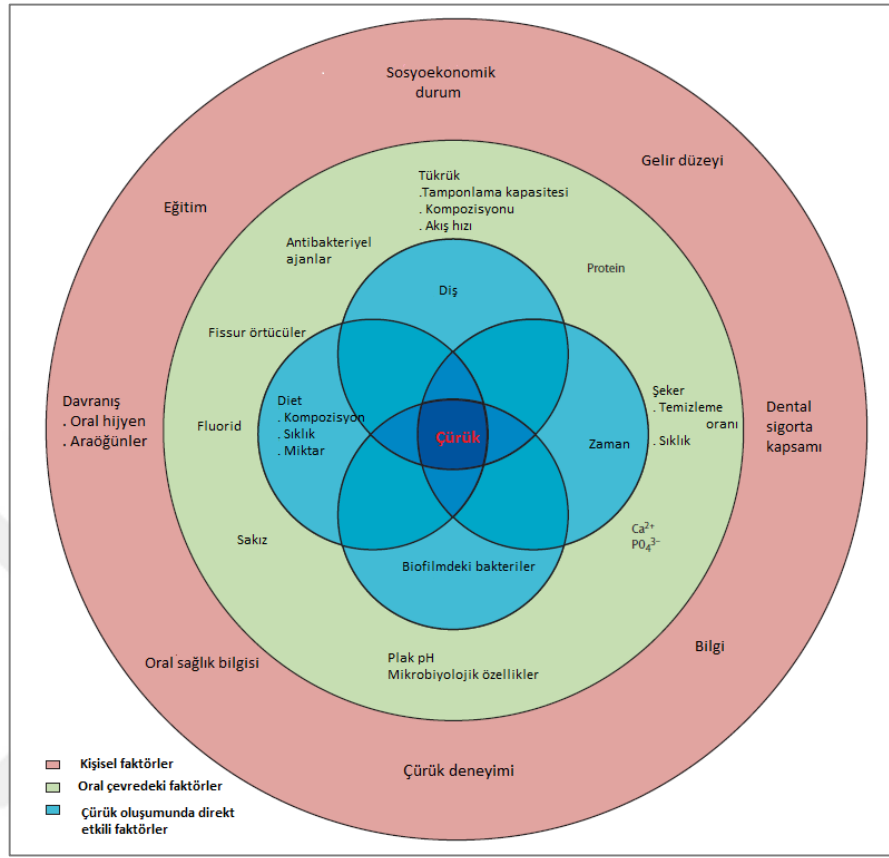 Sosyoekonomik
durum
Gelir düzeyi
Eğitim
Tükrük
.Tamponlama kapasitesi
. Kompozisyonu
. Akış hızı
Antibakteriyel
ajanlar
Protein
Diş
Fissur örtücüler
Davranış
. Oral hijyen
. Araöğünler
Fluorid
Diet
. Kompozisyon
. Sıklık
. Miktar
Çürük
Zaman
Şeker
. Temizleme
oranı
. Sıklık
Dental
sigorta
kapsamı
Sakız
Ca²⁺
PO₄³⁻
Biofilmdeki bakteriler
Oral sağlık bilgisi
Plak pH
Mikrobiyolojik özellikler
Bilgi
Çürük deneyimi
Kişisel faktörler
Oral çevredeki faktörler
Çürük oluşumunda direkt
etkili faktörler